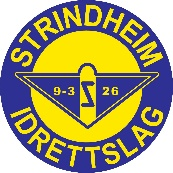 STRINDHEIM
9-3 S 26
IDRETTSLAG